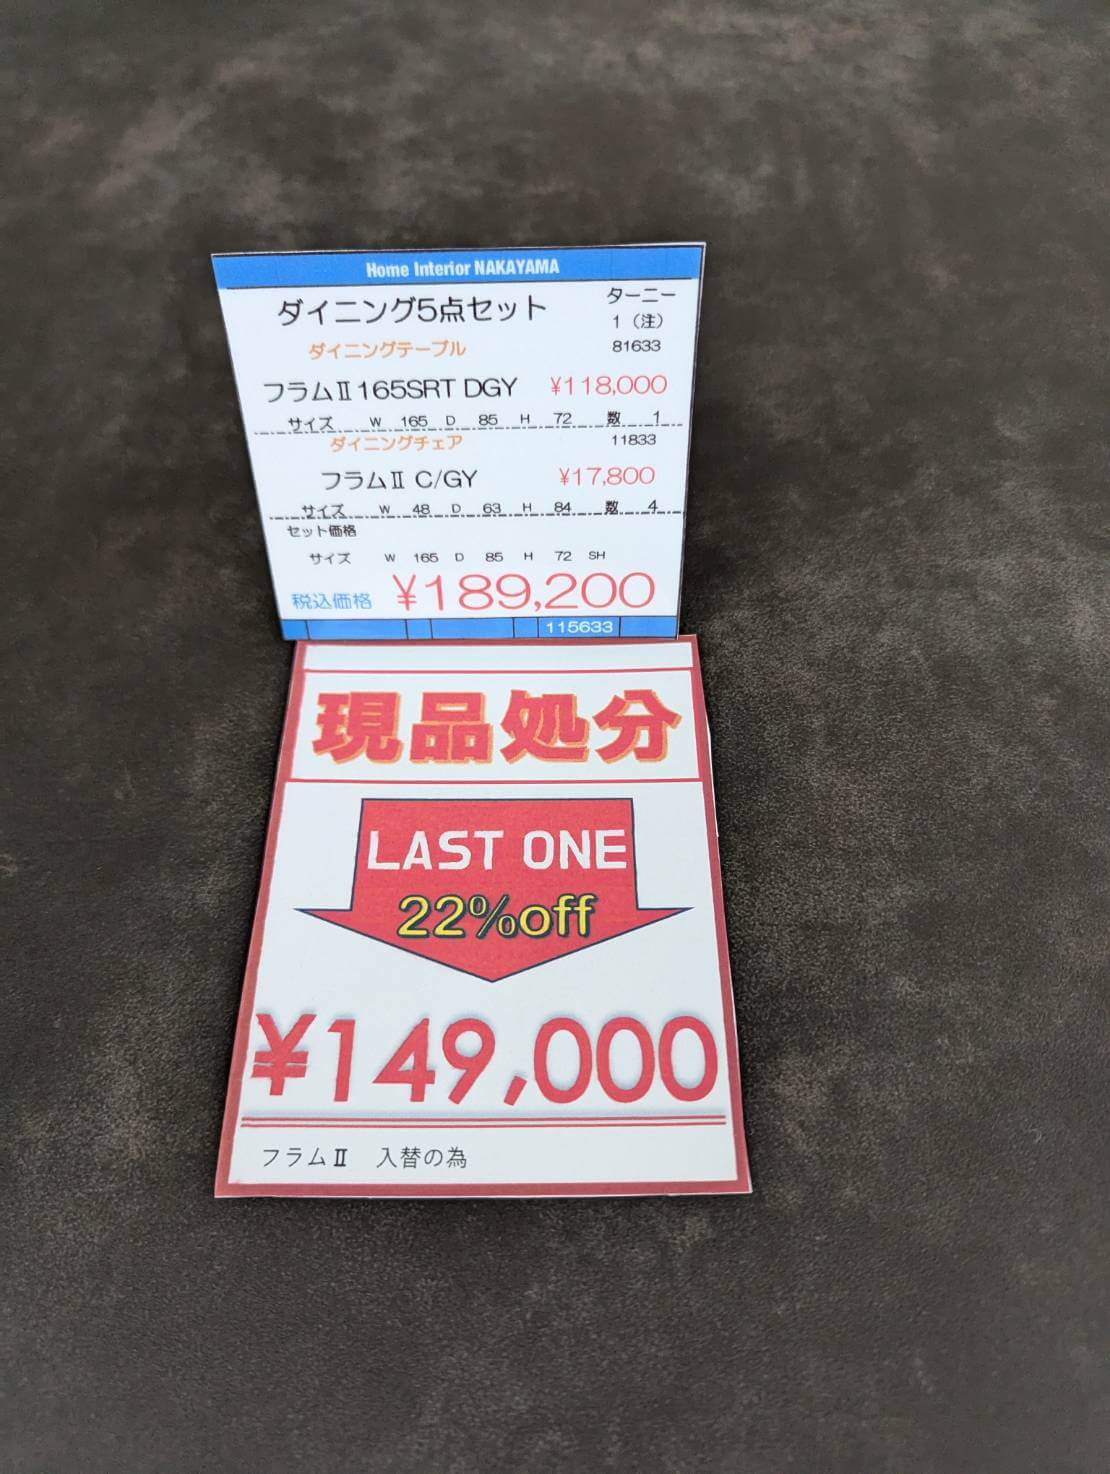 Home Interior NAKAYAMA
ダイニング5点セット ターニー
1(注)
ダイニングテーブル 81633
フラムⅡ165SRT DGY ¥118,000
サイズ W 165 D 85 H 72 数 1
ダイニングチェア 11833
フラムⅡ C/GY ¥17,800
サイズ W 48 D 63 H 84 数 4
セット価格
サイズ W 165 D 85 H 72 SH
税込価格 ¥189,200
115633
現品処分
LAST ONE
22%off
¥149,000
フラムⅡ 入替の為